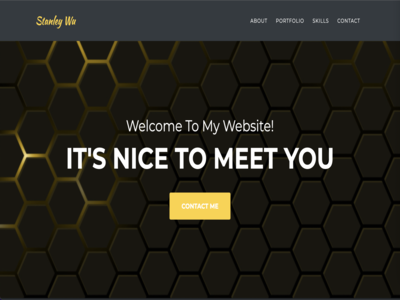 Stanley Wu
ABOUT PORTFOLIO SKILLS CONTACT
Welcome To My Website!
IT'S NICE TO MEET YOU
CONTACT ME